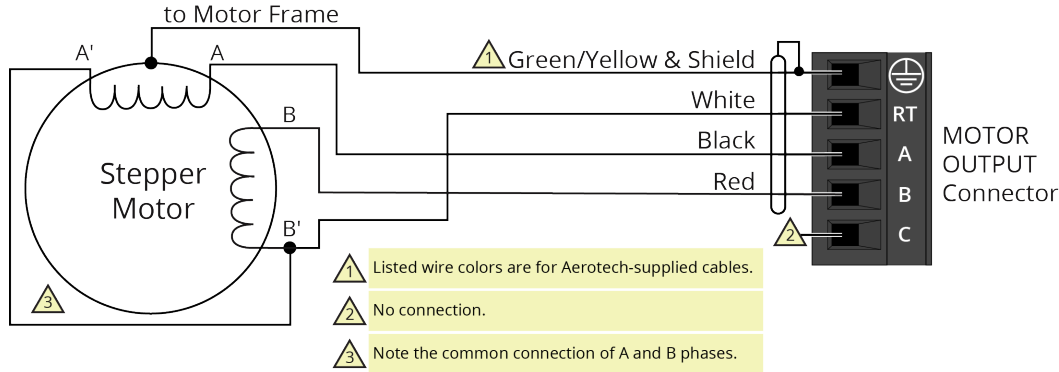 to Motor Frame
A'
A
1
Green/Yellow & Shield
White
RT
B
Black
A
MOTOR
OUTPUT
Connector
Stepper
Motor
Red
B
B'
2
C
1
Listed wire colors are for Aerotech-supplied cables.
3
2
No connection.
3
Note the common connection of A and B phases.